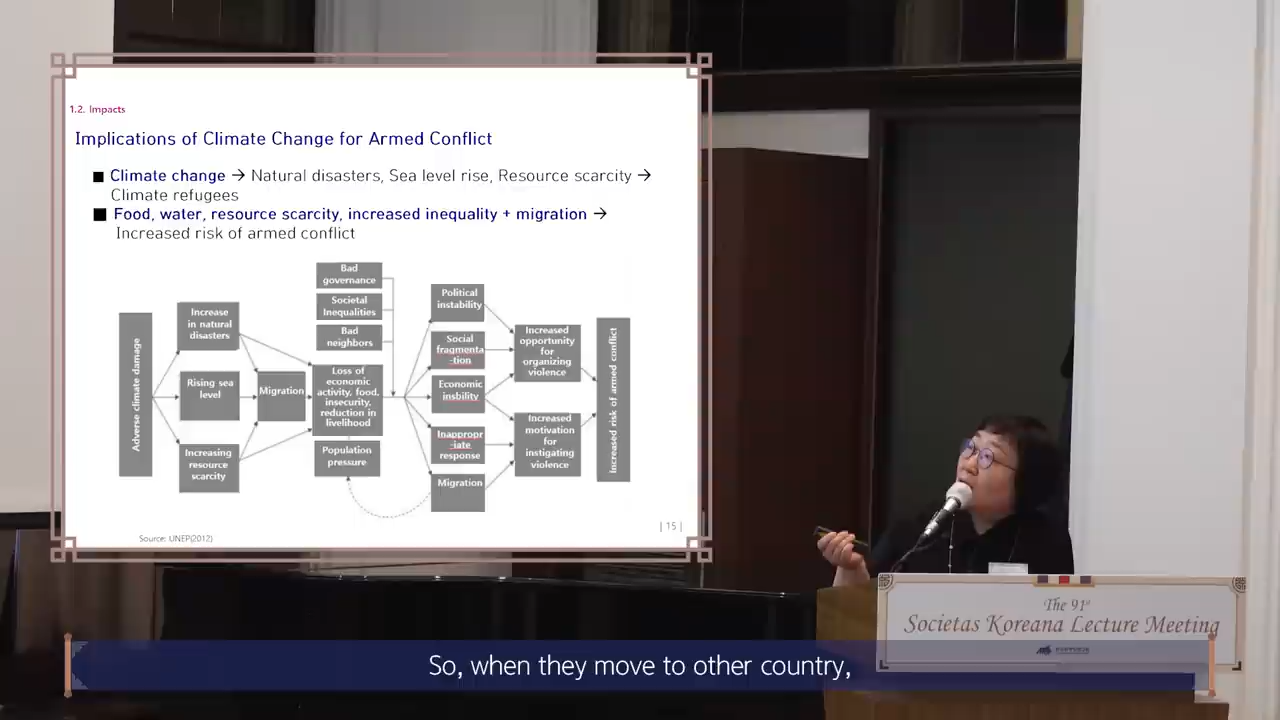 1.2. Impacts
Implications of Climate Change for Armed Conflict
■ Climate change → Natural disasters, Sea level rise, Resource scarcity →
Climate refugees
■ Food, water, resource scarcity, increased inequality + migration →
Increased risk of armed conflict
Adverse climate damage
Increase
in natural
disasters
Rising sea
level
Increasing
resource
scarcity
Migration
Bad
governance
Societal
Inequalities
Bad
neighbors
Loss of
economic
activity, food,
insecurity,
reduction in
livelihood
Population
pressure
Political
instability
Social
fragmenta
-tion
Economic
insbility
Inappropr
-iate
response
Migration
Increased
opportunity
for
organizing
violence
Increased
motivation
for
instigating
violence
Increased risk of armed conflict
| 15 |
Source: UNEP(2012)
The 91st
Societas Koreana Lecture Meeting
So, when they move to other country,